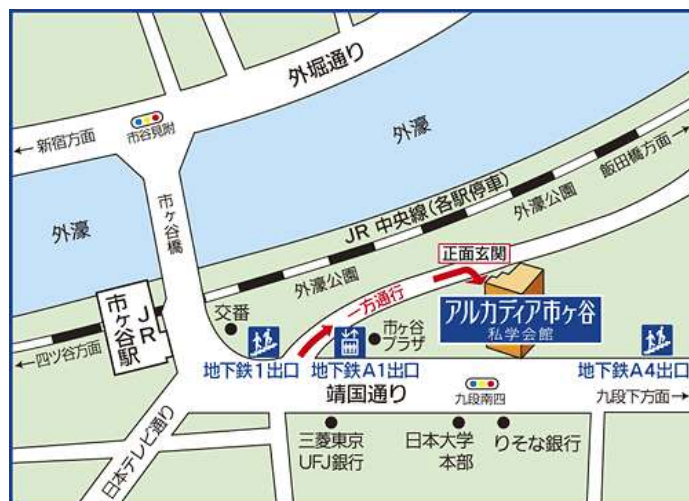 外堀通り
市谷見附
← 新宿方面
外濠
飯田橋方面 →
市ヶ谷橋
JR 中央線(各駅停車)
外濠公園
外濠
正面玄関
外濠公園
一方通行
アルカディア市ヶ谷
私学会館
JR
市ヶ谷駅
交番
市ヶ谷
プラザ
← 四ツ谷方面
地下鉄1出口
地下鉄A1出口
地下鉄A4出口
靖国通り
九段南四
九段下方面 →
日本テレビ通り
三菱東京
UFJ銀行
日本大学
本部
りそな銀行